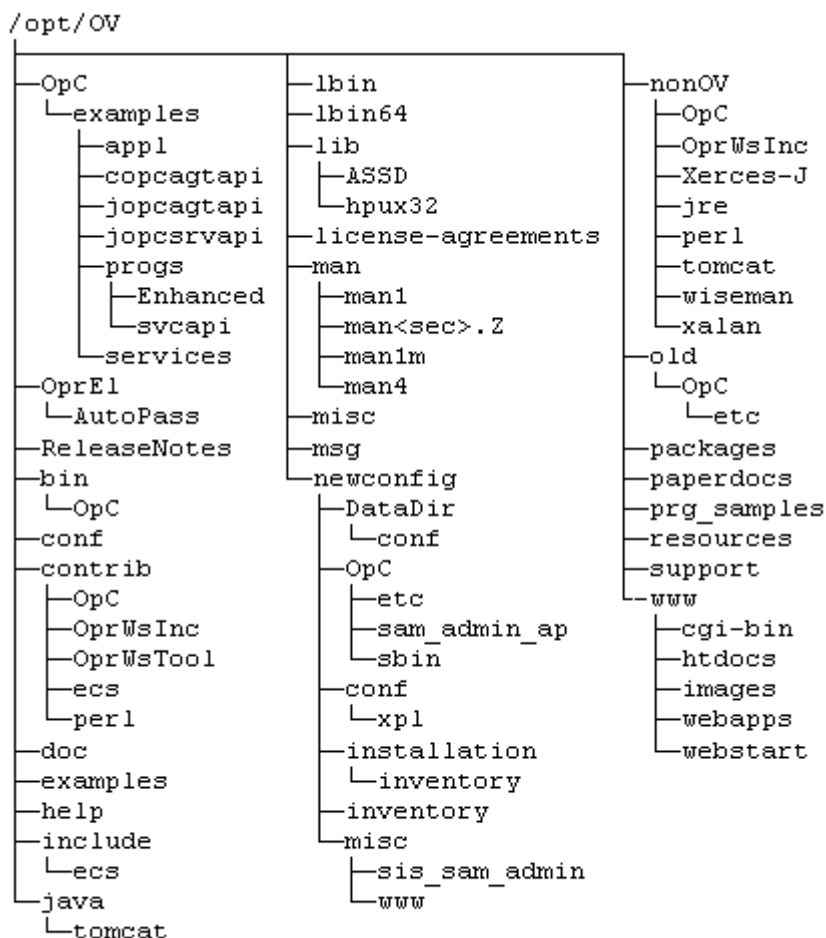 /opt/OV
OpC
examples
appl
copcagtapi
jopcagtapi
jopcsrvapi
progs
Enhanced
svcapi
services
OprEl
AutoPass
ReleaseNotes
bin
OpC
conf
contrib
OpC
OprWsInc
OprWsTool
ecs
perl
doc
examples
help
include
ecs
java
tomcat
lbin
lbin64
lib
ASSD
hpux32
license-agreements
man
man1
man<sec>.Z
man1m
man4
misc
msg
newconfig
DataDir
conf
OpC
etc
sam_admin_ap
sbin
conf
xpl
installation
inventory
inventory
misc
sis_sam_admin
www
nonOV
OpC
OprWsInc
Xerces-J
jre
perl
tomcat
wiseman
xalan
old
OpC
etc
packages
paperdocs
prg_samples
resources
support
www
cgi-bin
htdocs
images
webapps
webstart